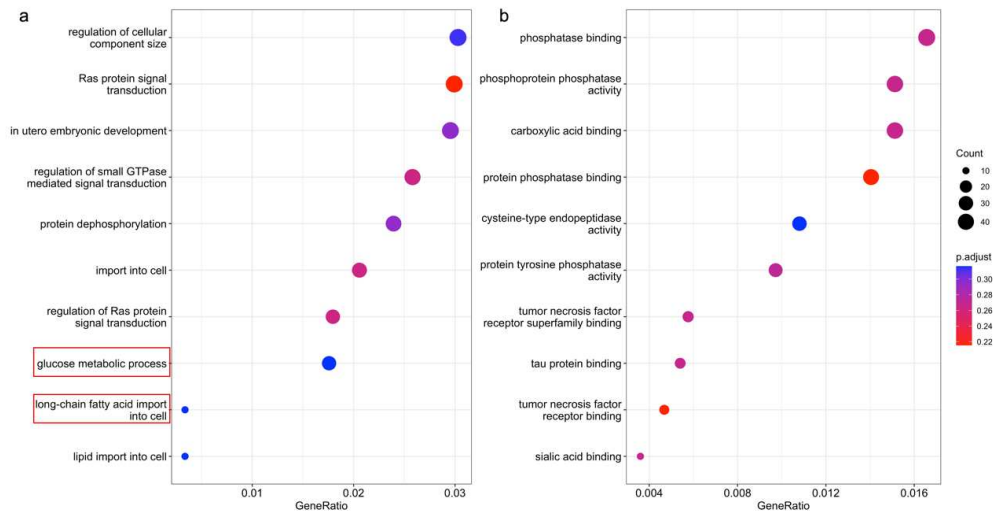 a
regulation of cellular
component size
Ras protein signal
transduction
in utero embryonic development
regulation of small GTPase
mediated signal transduction
protein dephosphorylation
import into cell
regulation of Ras protein
signal transduction
glucose metabolic process
long-chain fatty acid import
into cell
lipid import into cell
0.01
0.02
0.03
GeneRatio
b
phosphatase binding
phosphoprotein phosphatase
activity
carboxylic acid binding
protein phosphatase binding
cysteine-type endopeptidase
activity
protein tyrosine phosphatase
activity
tumor necrosis factor
receptor superfamily binding
tau protein binding
tumor necrosis factor
receptor binding
sialic acid binding
0.004
0.008
0.012
0.016
GeneRatio
Count
10
20
30
40
p.adjust
0.30
0.28
0.26
0.24
0.22